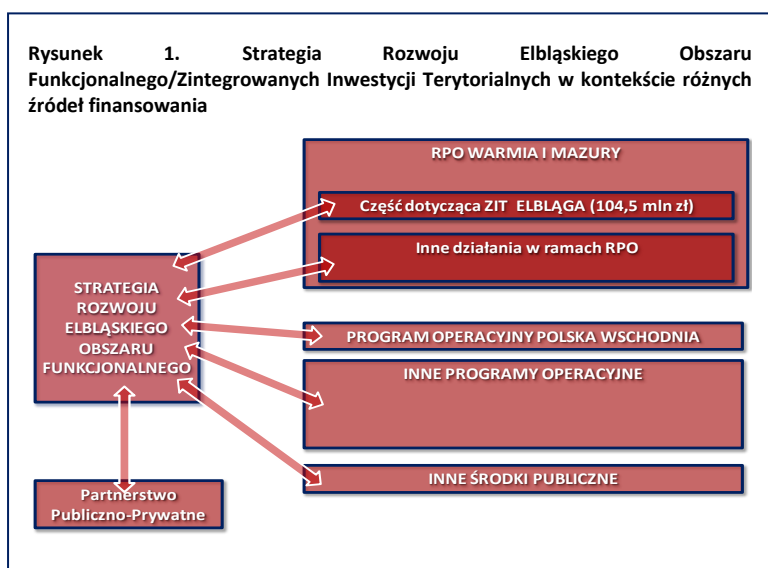 Rysunek 1. Strategia Rozwoju Elbląskiego Obszaru
Funkcjonalnego/Zintegrowanych Inwestycji Terytorialnych w kontekście różnych
źródeł finansowania
RPO WARMIA I MAZURY
Część dotycząca ZIT ELBLĄGA (104,5 mln zł)
Inne działania w ramach RPO
STRATEGIA
ROZWOJU
ELBLĄSKIEGO
OBSZARU
FUNKCJONALNEGO
PROGRAM OPERACYJNY POLSKA WSCHODNIA
INNE PROGRAMY OPERACYJNE
INNE ŚRODKI PUBLICZNE
Partnerstwo
Publiczno-Prywatne